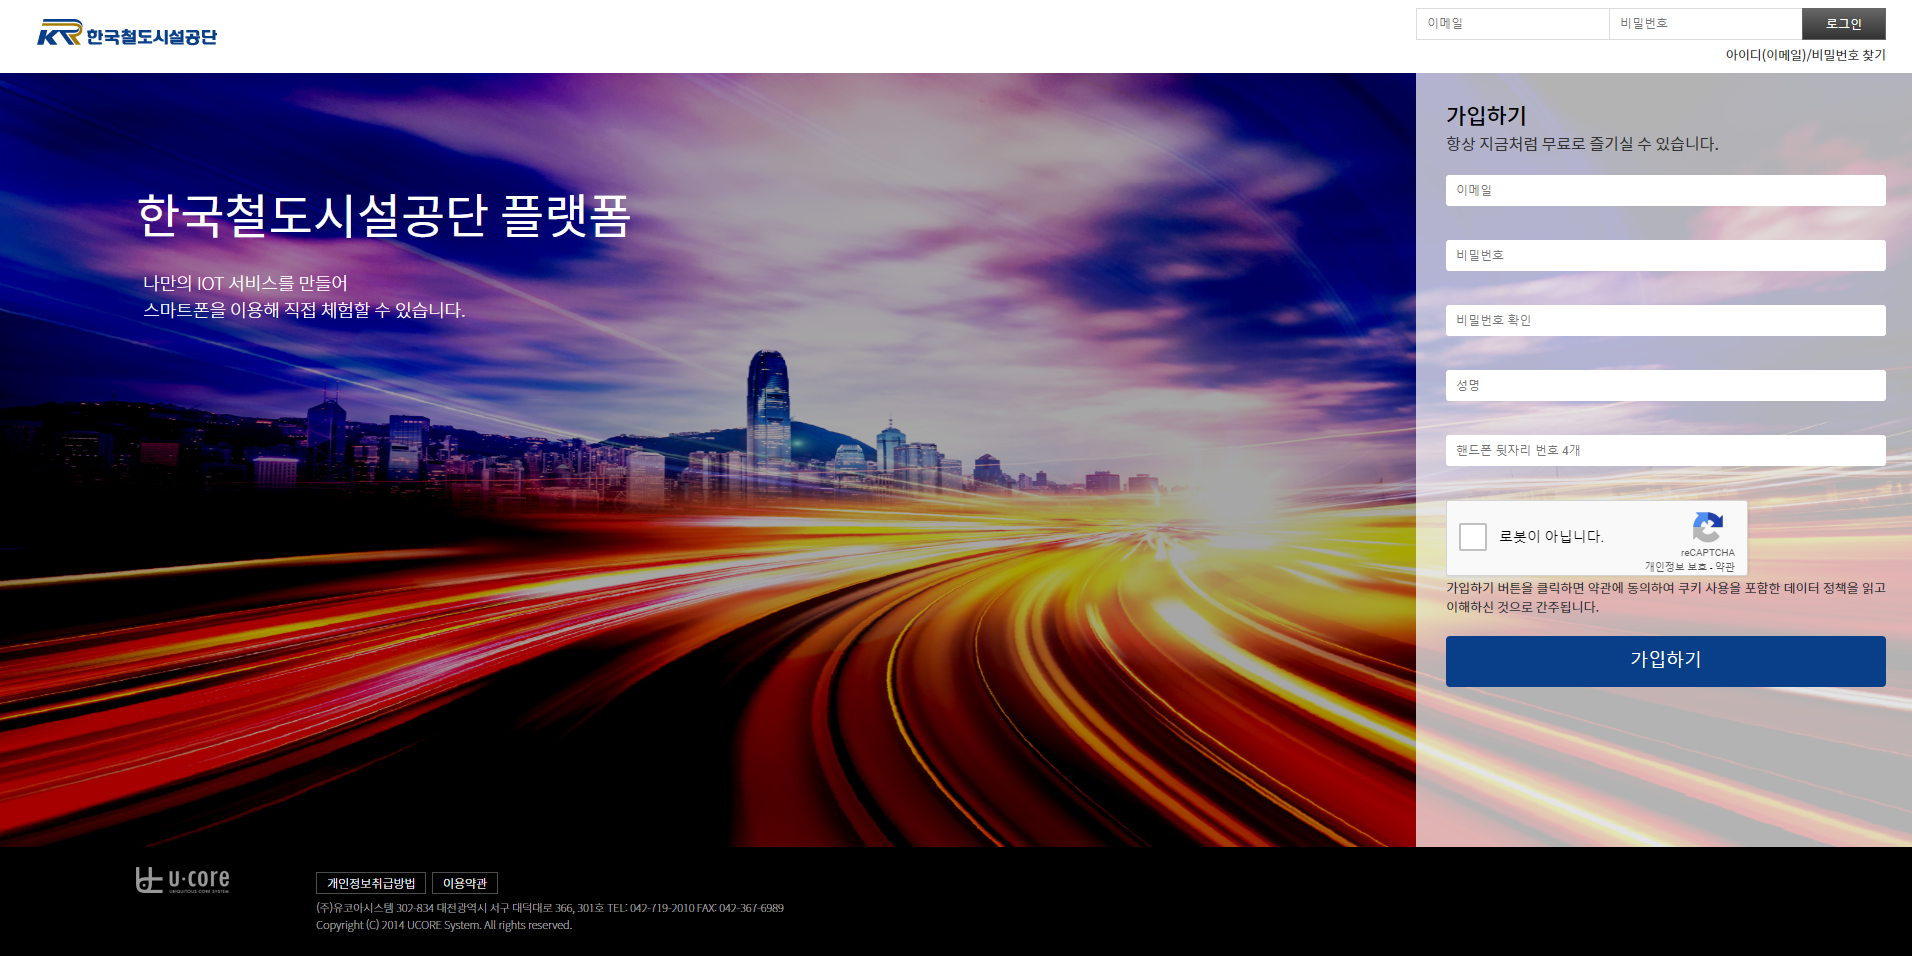 KR 한국철도시설공단
이메일
비밀번호
로그인
아이디(이메일)/비밀번호 찾기
한국철도시설공단 플랫폼
나만의 IOT 서비스를 만들어
스마트폰을 이용해 직접 체험할 수 있습니다.
가입하기
항상 지금처럼 무료로 즐기실 수 있습니다.
이메일
비밀번호
비밀번호 확인
성명
핸드폰 뒷자리 번호 4개
로봇이 아닙니다.
reCAPTCHA
개인정보 보호 - 약관
가입하기 버튼을 클릭하면 약관에 동의하여 쿠키 사용을 포함한 데이터 정책을 읽고
이해하신 것으로 간주됩니다.
가입하기
u·core
UBIQUITOUS CORE SYSTEM
개인정보취급방법
이용약관
(주)유코아시스템 302-834 대전광역시 서구 대덕대로 366, 301호 TEL: 042-719-2010 FAX: 042-367-6989
Copyright (C) 2014 UCORE System. All rights reserved.